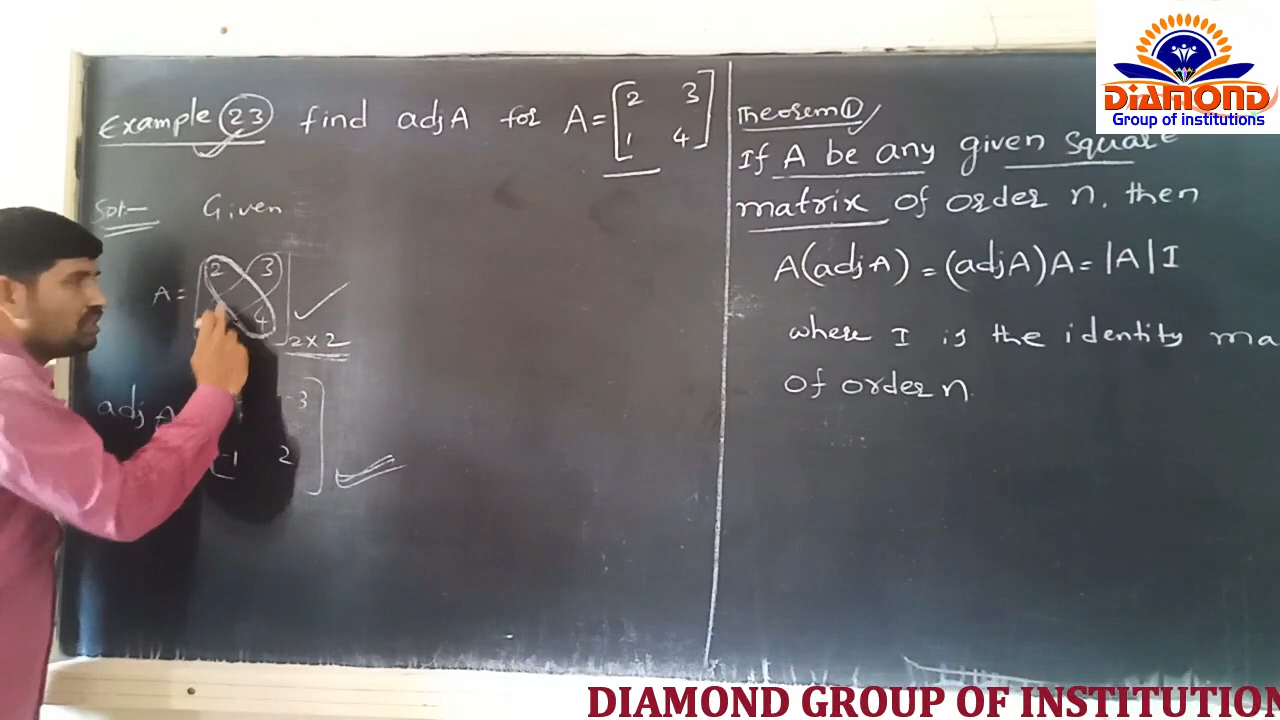 Example 23 find adj A for A = [2 3
1 4]
Sol:- Given
A = [2 3
4] 2×2
adj A -3
-1 2
Theorem 1
If A be any given square
matrix of order n, then
A(adj A) = (adj A) A = |A| I
where I is the identity ma
of order n
DIAMOND
Group of institutions
DIAMOND GROUP OF INSTITUTION